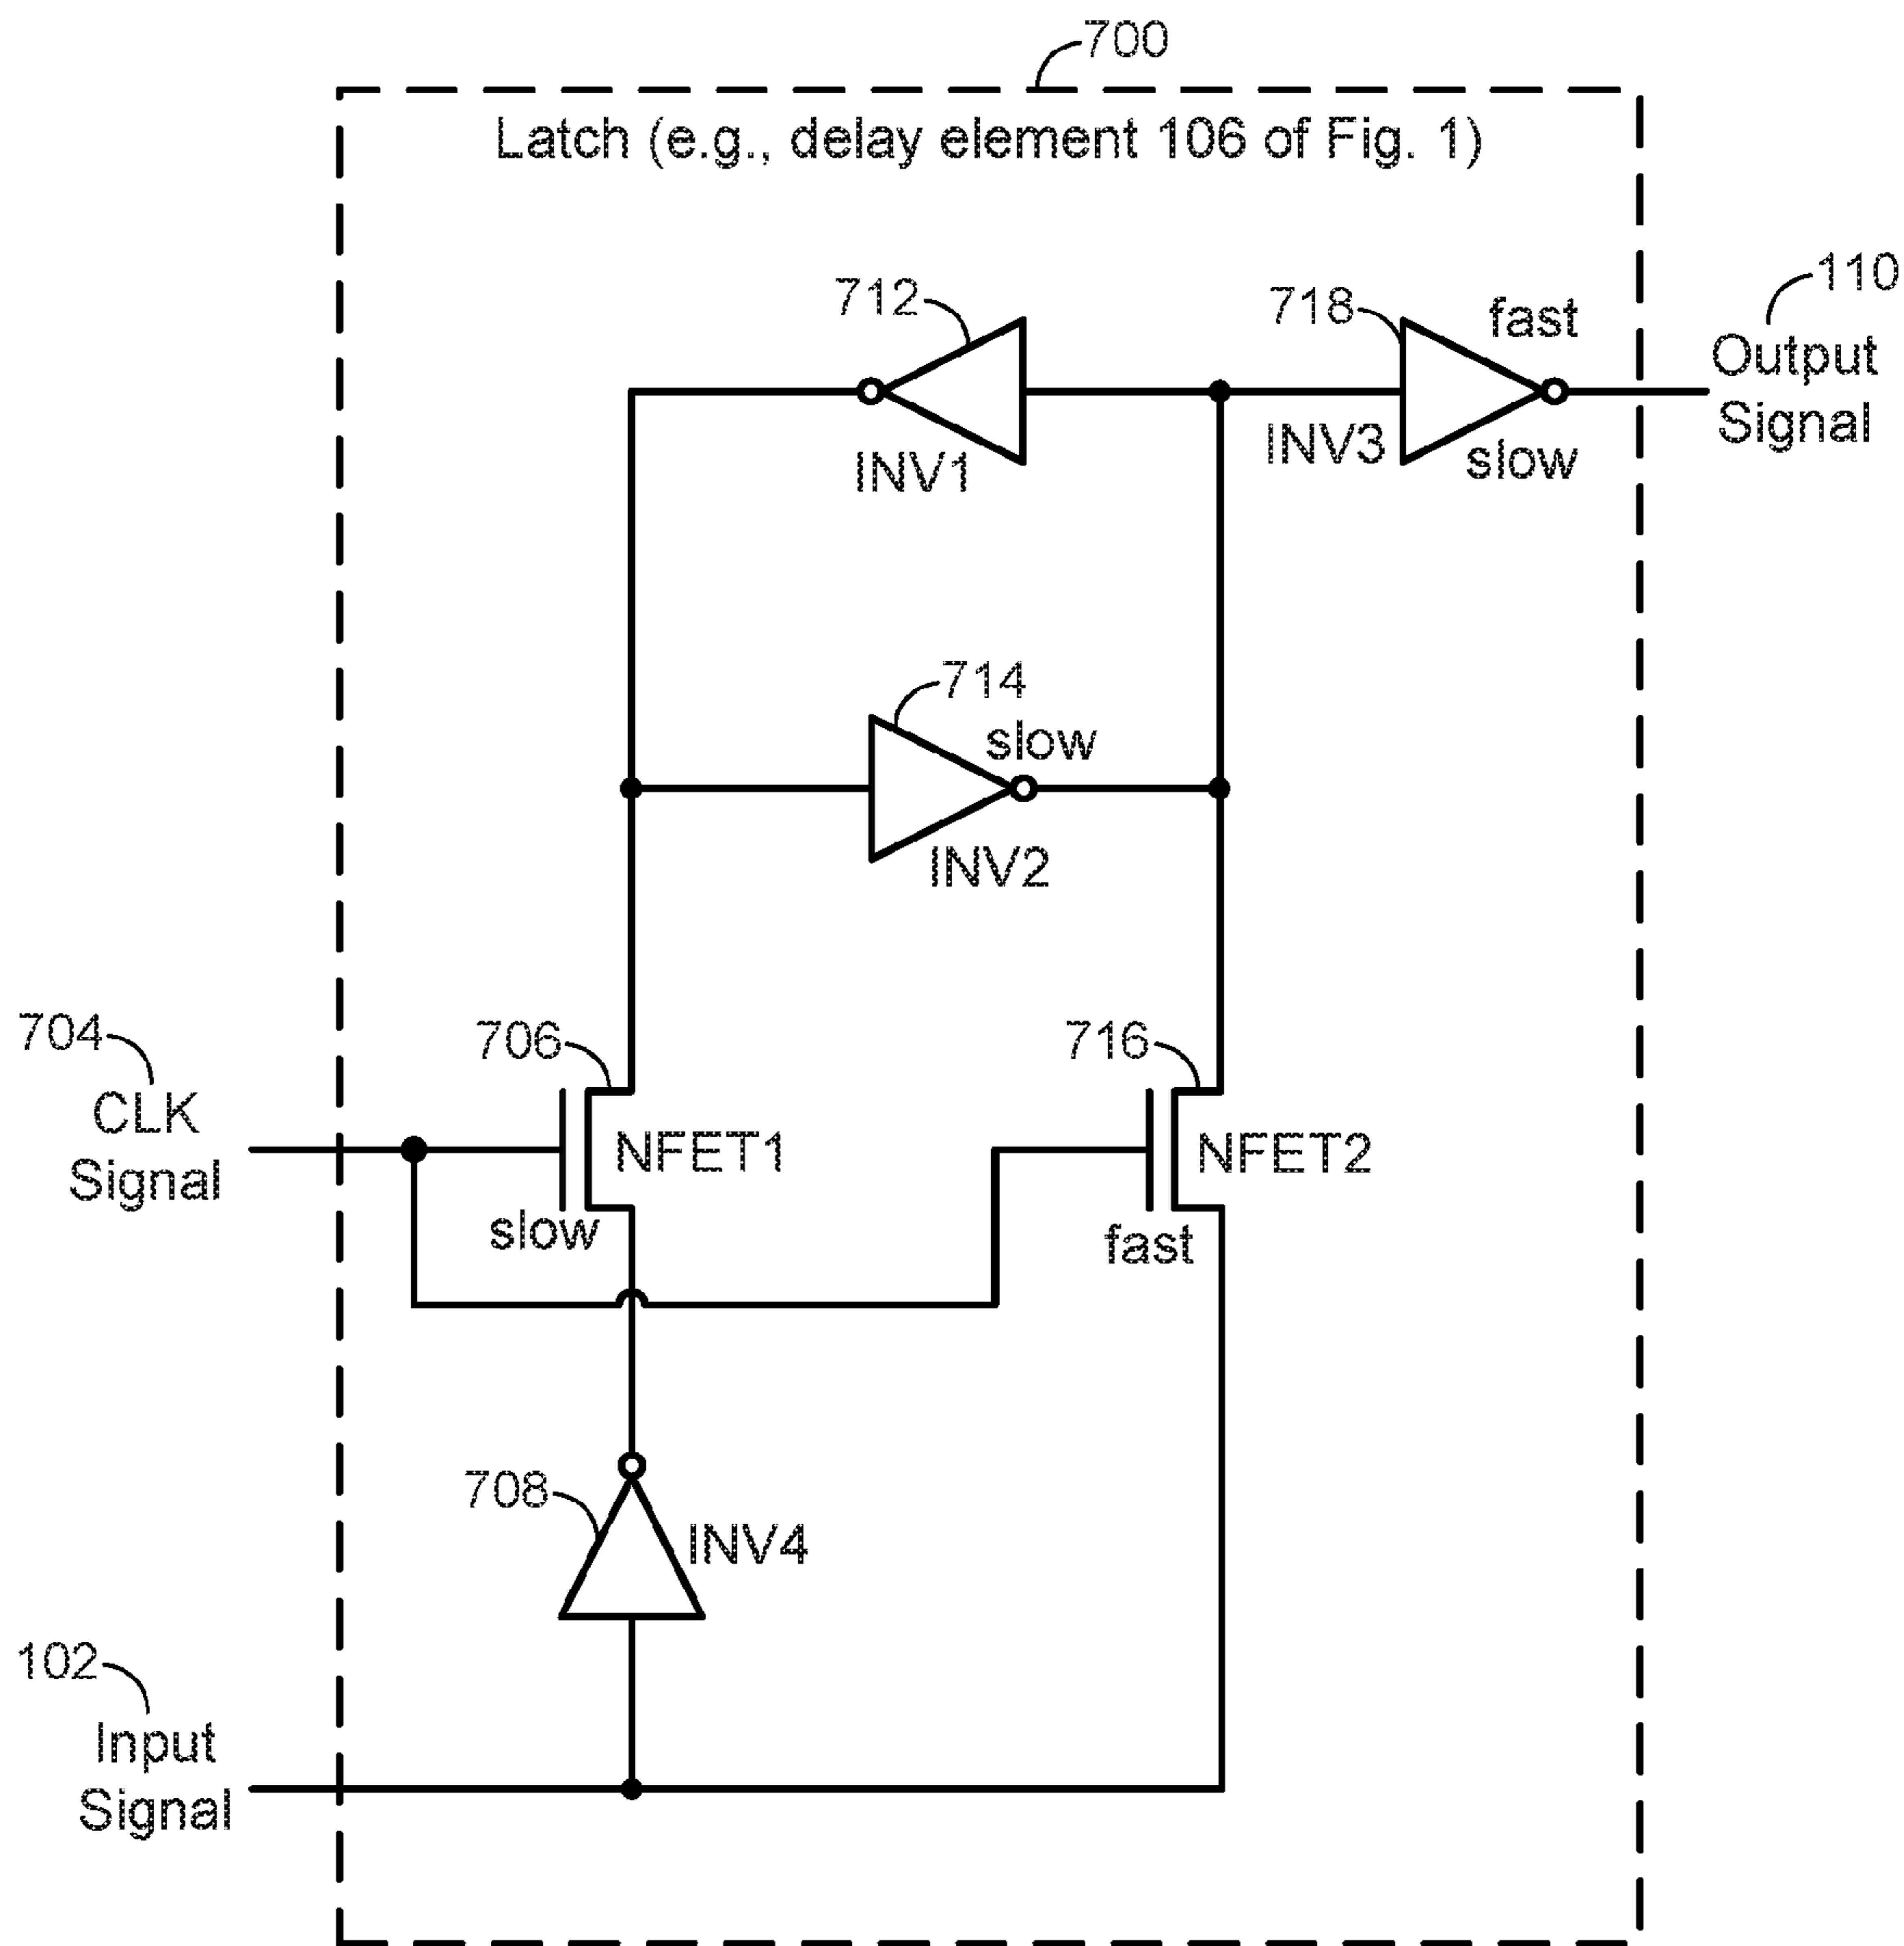 700
Latch (e.g., delay element 106 of Fig. 1)
110
Output
Signal
712
INV1
718
fast
INV3
slow
714
slow
INV2
704
CLK
Signal
706
NFET1
slow
716
NFET2
fast
708
INV4
102
Input
Signal